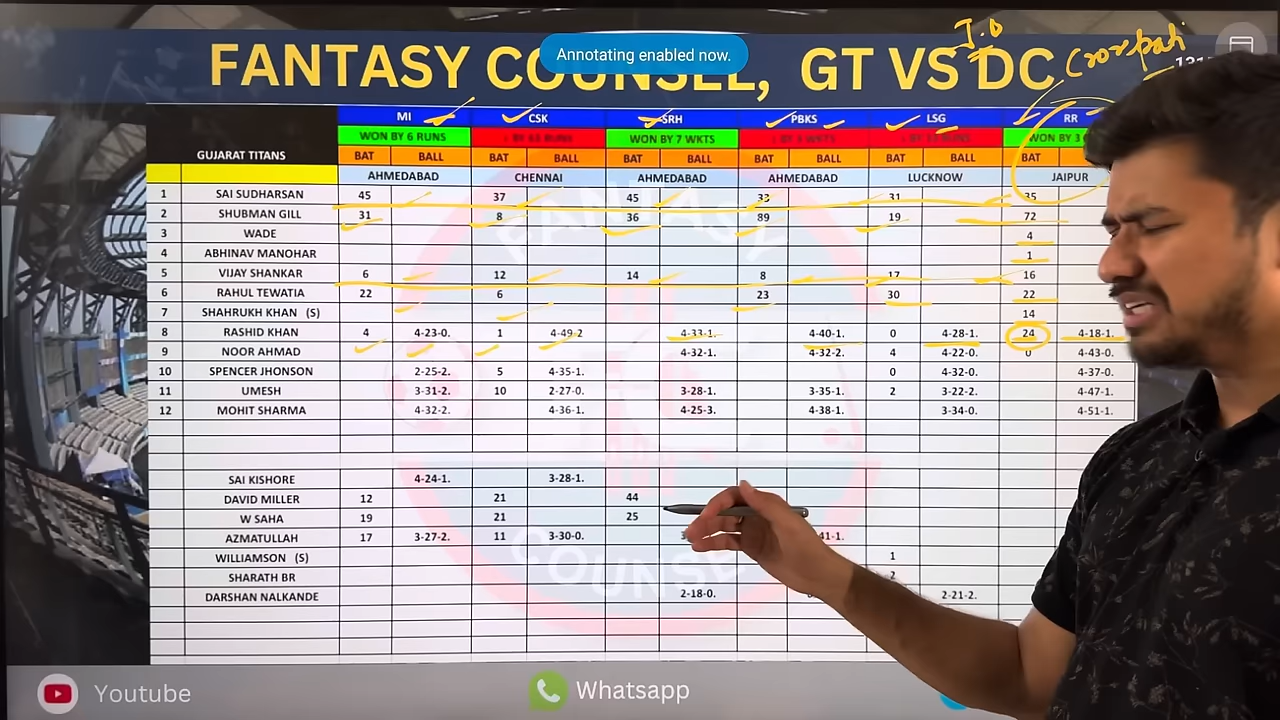 J.D
FANTASY COUNSEL, GT VS DC
Annotating enabled now.
Crorepati
MI CSK SRH PBKS LSG RR
WON BY 6 RUNS WON BY 7 WKTS WON BY 3
GUJARAT TITANS BAT BALL BAT BALL BAT BALL BAT BALL BAT BALL BAT
AHMEDABAD CHENNAI AHMEDABAD AHMEDABAD LUCKNOW JAIPUR
1 SAI SUDHARSAN 45 37 45 33 31 35
2 SHUBMAN GILL 31 8 36 89 19 72
3 WADE 4
4 ABHINAV MANOHAR 1
5 VIJAY SHANKAR 6 12 14 8 17 16
6 RAHUL TEWATIA 22 6 23 30 22
7 SHAHRUKH KHAN (S) 14
8 RASHID KHAN 4 4-23-0. 1 4-49-2 4-33-1. 4-40-1. 0 4-28-1. 24 4-18-1.
9 NOOR AHMAD 4-32-1. 4-32-2. 4 4-22-0. 0 4-43-0.
10 SPENCER JHONSON 2-25-2. 5 4-35-1. 0 4-32-0. 4-37-0.
11 UMESH 3-31-2. 10 2-27-0. 3-28-1. 3-35-1. 2 3-22-2. 4-47-1.
12 MOHIT SHARMA 4-32-2. 4-36-1. 4-25-3. 4-38-1. 3-34-0. 4-51-1.
SAI KISHORE 4-24-1. 3-28-1.
DAVID MILLER 12 21 44
W SAHA 19 21 25
AZMATULLAH 17 3-27-2. 11 3-30-0.
WILLIAMSON (S) 1
SHARATH BR 2
DARSHAN NALKANDE 2-18-0. 2-21-2.
Youtube
Whatsapp